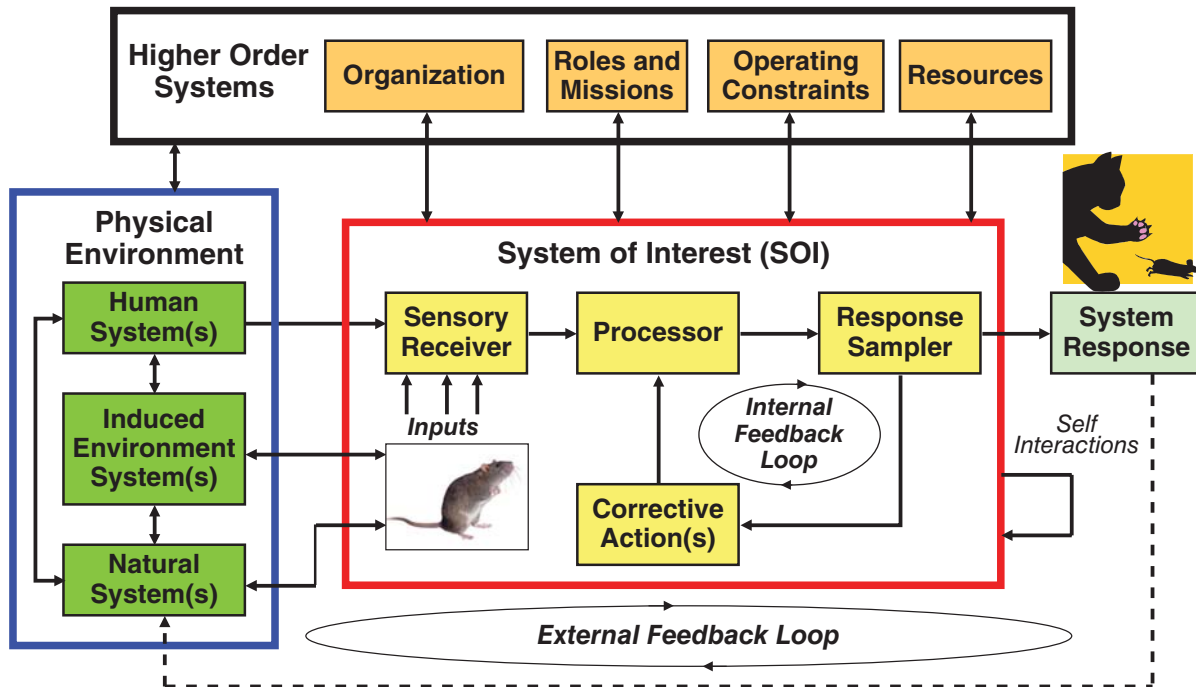 Higher Order
Systems
Organization
Roles and
Missions
Operating
Constraints
Resources
Physical
Environment
Human
System(s)
Induced
Environment
System(s)
Natural
System(s)
System of Interest (SOI)
Sensory
Receiver
Processor
Response
Sampler
Inputs
Internal
Feedback
Loop
Corrective
Action(s)
System
Response
Self
Interactions
External Feedback Loop